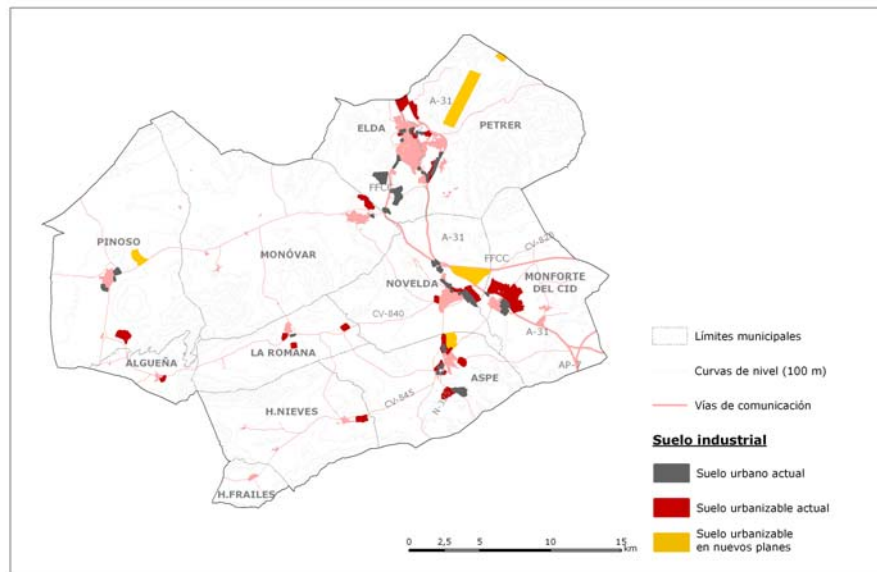 A-31
ELDA
PETRER
FFCC
A-31
PINOSO
MONÓVAR
FFCC
CV-820
NOVELDA
MONFORTE
DEL CID
CV-840
A-31
LA ROMANA
ALGUEÑA
ASPE
AP-7
CV-845
H.NIEVES
H.FRAILES
Límites municipales
Curvas de nivel (100 m)
Vías de comunicación
Suelo industrial
Suelo urbano actual
Suelo urbanizable actual
Suelo urbanizable
en nuevos planes
0 2,5 5 10 15
km